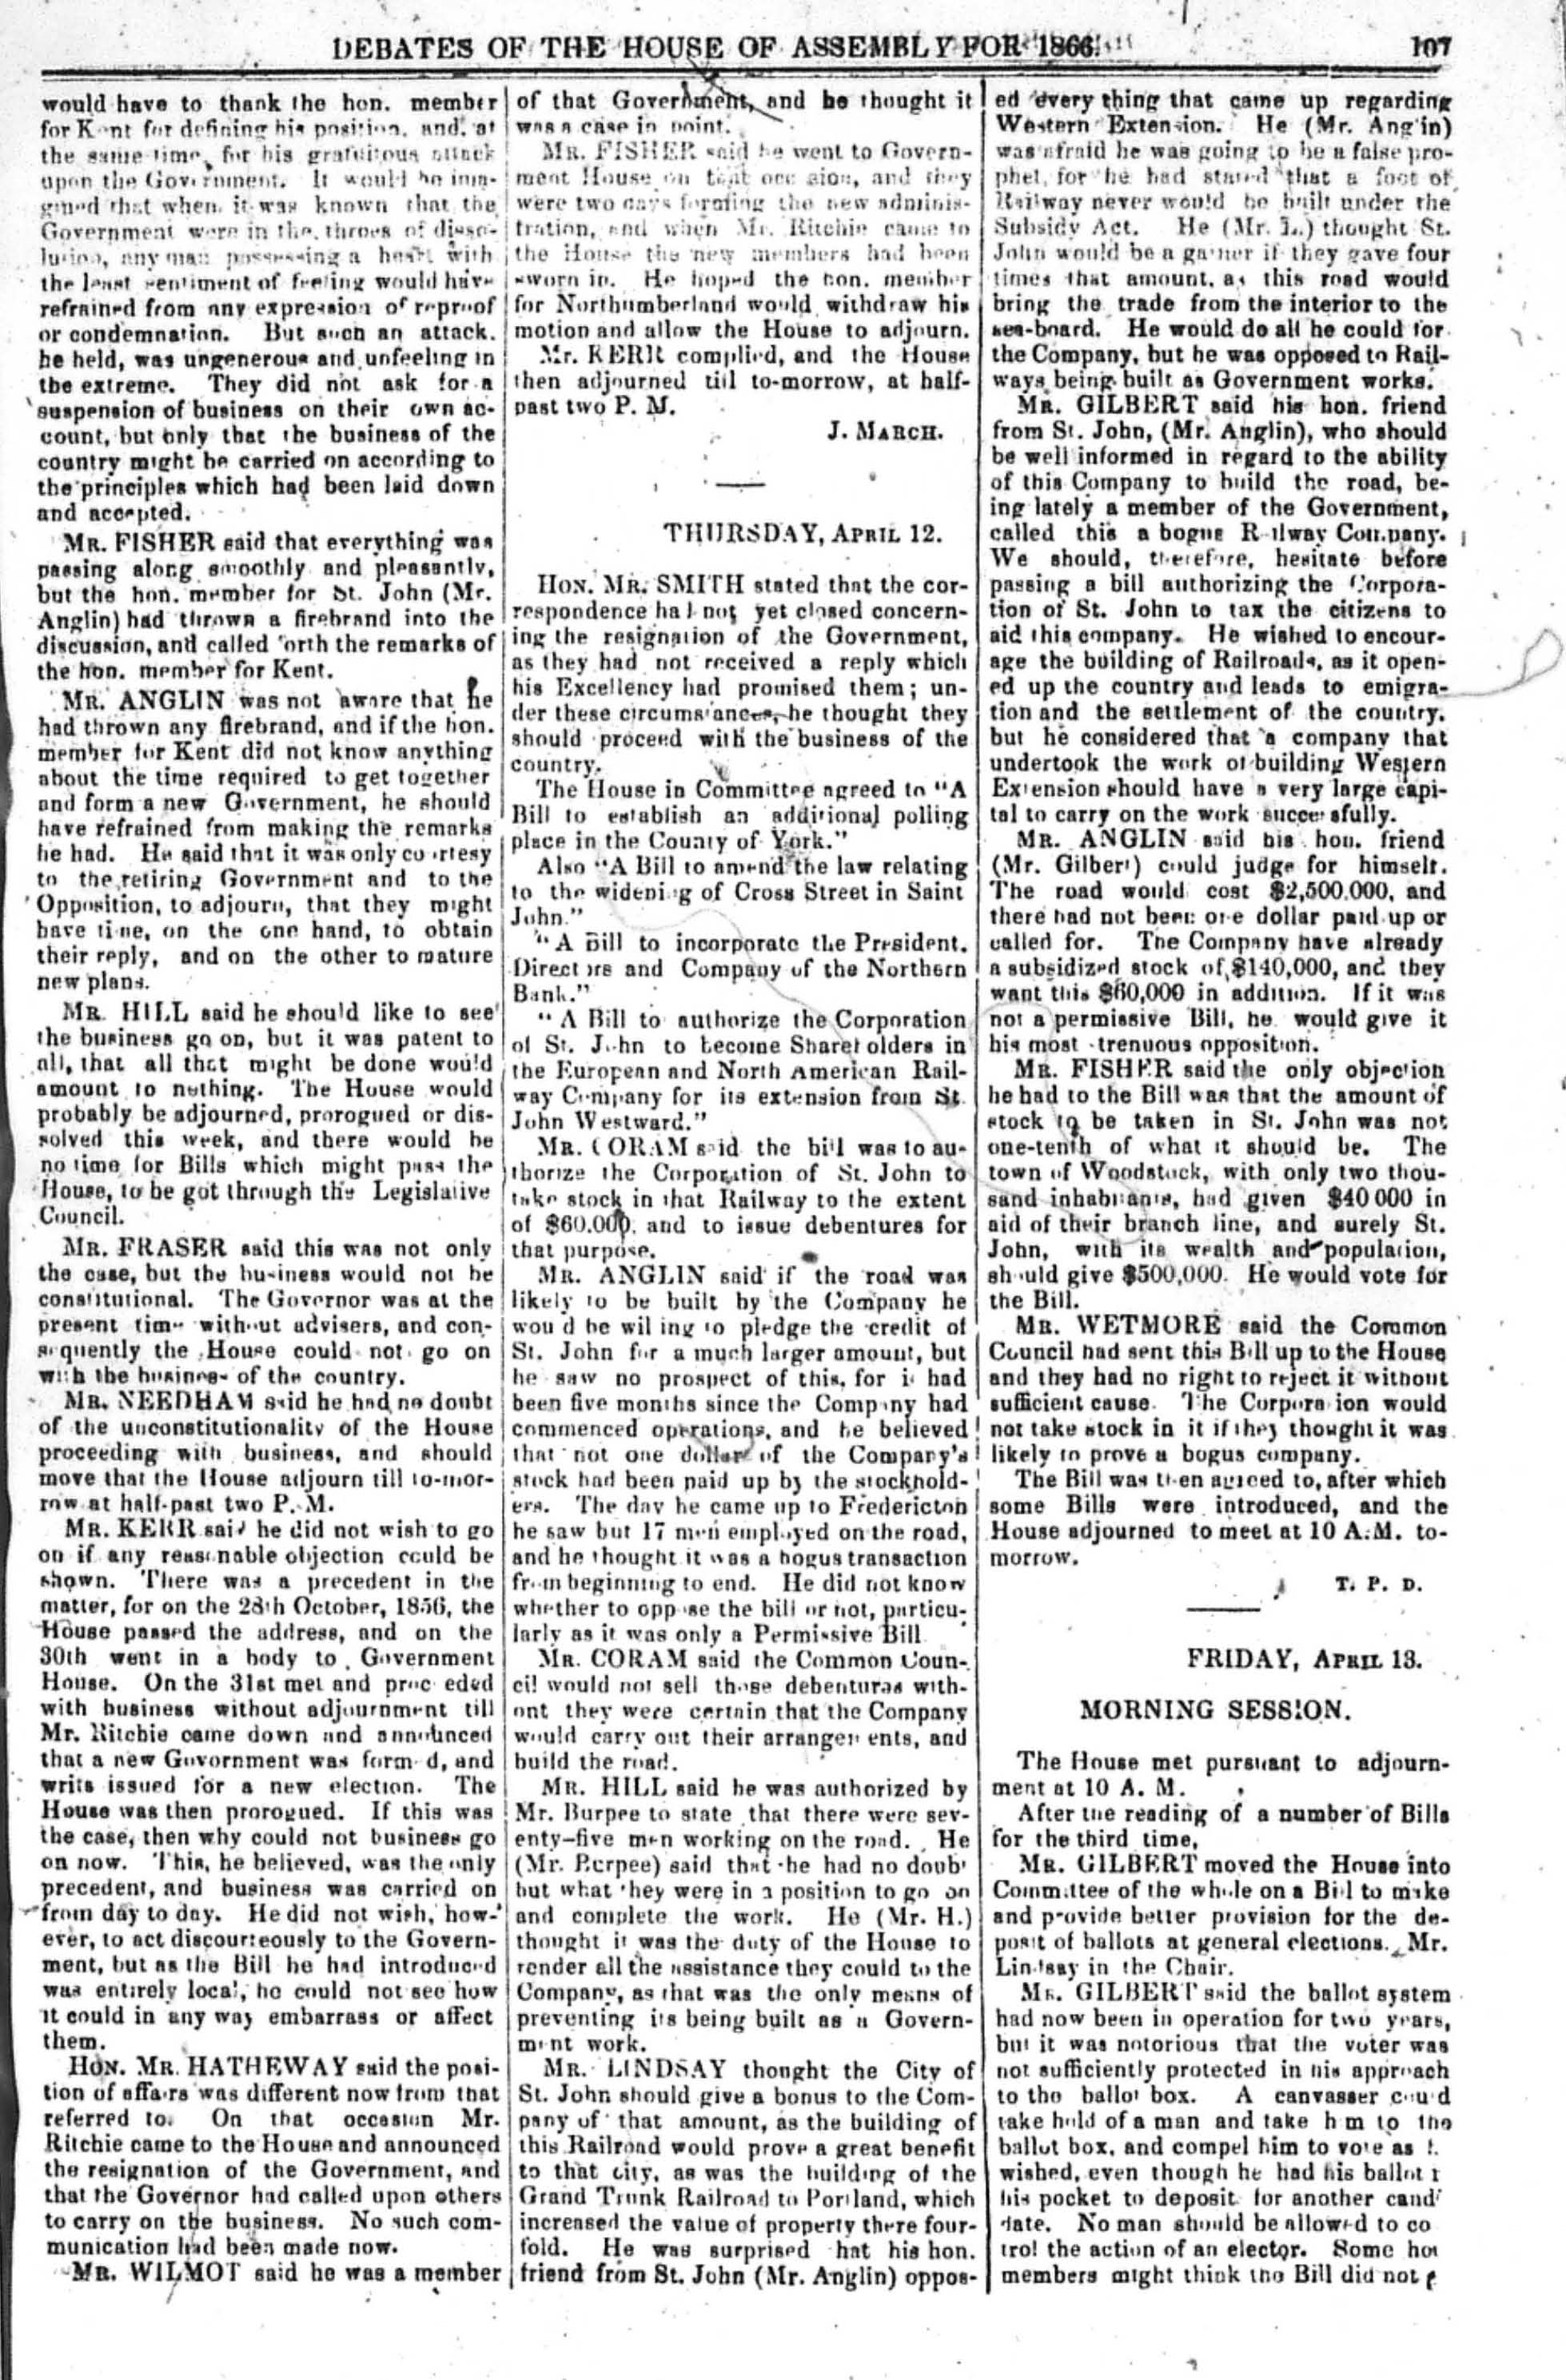 DEBATES OF THE HOUSE OF ASSEMBLY FOR 1866. 107
would have to thank the hon. member
for Kent for defining his position, and, at
the same time, for his gratuitous attack
upon the Government. It would be ima-
gined that when it was known that the
Government were in the throes of disso-
lution, any man possessing a heart with
the least sentiment of feeling would have
refrained from any expression of reproof
or condemnation. But such an attack,
he held, was ungenerous and unfeeling in
the extreme. They did not ask for a
suspension of business on their own ac-
count, but only that the business of the
country might be carried on according to
the principles which had been laid down
and accepted.
MR. FISHER said that everything was
passing along smoothly and pleasantly,
but the hon. member for St. John (Mr.
Anglin) had thrown a firebrand into the
discussion, and called forth the remarks of
the hon. member for Kent.
MR. ANGLIN was not aware that he
had thrown any firebrand, and if the hon.
member for Kent did not know anything
about the time required to get together
and form a new Government, he should
have refrained from making the remarks
he had. He said that it was only courtesy
to the retiring Government and to the
Opposition, to adjourn, that they might
have time, on the one hand, to obtain
their reply, and on the other to mature
new plans.
MR. HILL said he should like to see
the business go on, but it was patent to
all, that all that might be done would
amount to nothing. The House would
probably be adjourned, prorogued or dis-
solved this week, and there would be
no time for Bills which might pass the
House, to be got through the Legislative
Council.
MR. FRASER said this was not only
the case, but the business would not be
constitutional. The Governor was at the
present time without advisers, and con-
sequently the House could not go on
with the business of the country.
MR. NEEDHAM said he had no doubt
of the unconstitutionality of the House
proceeding with business, and should
move that the House adjourn till to-mor-
row at half-past two P. M.
MR. KERR said he did not wish to go
on if any reasonable objection could be
shown. There was a precedent in the
matter, for on the 28th October, 1856, the
House passed the address, and on the
30th went in a body to Government
House. On the 31st met and proceeded
with business without adjournment till
Mr. Ritchie came down and announced
that a new Government was formed, and
writs issued for a new election. The
House was then prorogued. If this was
the case, then why could not business go
on now. This, he believed, was the only
precedent, and business was carried on
from day to day. He did not wish, how-
ever, to act discourteously to the Govern-
ment, but as the Bill he had introduced
was entirely local, he could not see how
it could in any way embarrass or affect
them.
HON. MR. HATHEWAY said the posi-
tion of affairs was different now from that
referred to. On that occasion Mr.
Ritchie came to the House and announced
the resignation of the Government, and
that the Governor had called upon others
to carry on the business. No such com-
munication had been made now.
MR. WILMOT said he was a member
of that Government, and he thought it
was a case in point.
MR. FISHER said he went to Govern-
ment House on that occasion, and they
were two days forming the new adminis-
tration, and when Mr. Ritchie came to
the House the new members had been
sworn in. He hoped the hon. member
for Northumberland would withdraw his
motion and allow the House to adjourn.
Mr. KERR complied, and the House
then adjourned till to-morrow, at half-
past two P. M.
J. MARCH.
THURSDAY, APRIL 12.
HON. MR. SMITH stated that the cor-
respondence had not yet closed concern-
ing the resignation of the Government,
as they had not received a reply which
his Excellency had promised them; un-
der these circumstances, he thought they
should proceed with the business of the
country.
The House in Committee agreed to "A
Bill to establish an additional polling
place in the County of York."
Also "A Bill to amend the law relating
to the widening of Cross Street in Saint
John."
"A Bill to incorporate the President,
Directors and Company of the Northern
Bank."
"A Bill to authorize the Corporation
of St. John to become Shareholders in
the European and North American Rail-
way Company for its extension from St.
John Westward."
MR. CORAM said the bill was to au-
thorize the Corporation of St. John to
take stock in that Railway to the extent
of $60,000, and to issue debentures for
that purpose.
MR. ANGLIN said if the road was
likely to be built by the Company he
would be willing to pledge the credit of
St. John for a much larger amount, but
he saw no prospect of this, for it had
been five months since the Company had
commenced operations, and he believed
that not one dollar of the Company's
stock had been paid up by the stockhold-
ers. The day he came up to Fredericton
he saw but 17 men employed on the road,
and he thought it was a bogus transaction
from beginning to end. He did not know
whether to oppose the bill or not, particu-
larly as it was only a Permissive Bill
MR. CORAM said the Common Coun-
cil would not sell those debentures with-
ont they were certain that the Company
would carry out their arrangements, and
build the road.
MR. HILL said he was authorized by
Mr. Burpee to state that there were sev-
enty-five men working on the road. He
(Mr. Burpee) said that he had no doubt
but what they were in a position to go on
and complete the work. He (Mr. H.)
thought it was the duty of the House to
render all the assistance they could to the
Company, as that was the only means of
preventing its being built as a Govern-
ment work.
MR. LINDSAY thought the City of
St. John should give a bonus to the Com-
pany of that amount, as the building of
this Railroad would prove a great benefit
to that city, as was the building of the
Grand Trunk Railroad to Portland, which
increased the value of property there four-
fold. He was surprised that his hon.
friend from St. John (Mr. Anglin) oppos-
ed every thing that came up regarding
Western Extension. He (Mr. Anglin)
was afraid he was going to be a false pro-
phet, for he had stated that a foot of
Railway never would be built under the
Subsidy Act. He (Mr. L.) thought St.
John would be a gainer if they gave four
times that amount, as this road would
bring the trade from the interior to the
sea-board. He would do all he could for
the Company, but he was opposed to Rail-
ways being built as Government works.
MR. GILBERT said his hon. friend
from St. John, (Mr. Anglin), who should
be well informed in regard to the ability
of this Company to build the road, be-
ing lately a member of the Government,
called this a bogus Railway Company.
We should, therefore, hesitate before
passing a bill authorizing the Corpora-
tion of St. John to tax the citizens to
aid this company. He wished to encour-
age the building of Railroads, as it open-
ed up the country and leads to emigra-
tion and the settlement of the country,
but he considered that a company that
undertook the work of building Western
Extension should have a very large capi-
tal to carry on the work successfully.
MR. ANGLIN said his hon. friend
(Mr. Gilbert) could judge for himself.
The road would cost $2,500,000, and
there had not been one dollar paid up or
called for. The Company have already
a subsidized stock of $140,000, and they
want this $60,000 in addition. If it was
not a permissive Bill, he would give it
his most strenuous opposition.
MR. FISHER said the only objection
he had to the Bill was that the amount of
stock to be taken in St. John was not
one-tenth of what it should be. The
town of Woodstock, with only two thou-
sand inhabitants, had given $40 000 in
aid of their branch line, and surely St.
John, with its wealth and population,
should give $500,000. He would vote for
the Bill.
MR. WETMORE said the Common
Council had sent this Bill up to the House
and they had no right to reject it without
sufficient cause. The Corporation would
not take stock in it if they thought it was
likely to prove a bogus company.
The Bill was then agreed to, after which
some Bills were introduced, and the
House adjourned to meet at 10 A.M. to-
morrow.
T. P. D.
FRIDAY, APRIL 13.
MORNING SESSION.
The House met pursuant to adjourn-
ment at 10 A. M.
After the reading of a number of Bills
for the third time,
MR. GILBERT moved the House into
Committee of the whole on a Bill to make
and provide better provision for the de-
posit of ballots at general elections. Mr.
Lindsay in the Chair.
MR. GILBERT said the ballot system
had now been in operation for two years,
but it was notorious that the voter was
not sufficiently protected in his approach
to the ballot box. A canvasser could
take hold of a man and take him to the
ballot box, and compel him to vote as
wished, even though he had his ballot
his pocket to deposit for another cand
date. No man should be allowed to co
trol the action of an elector. Some hon
members might think the Bill did not